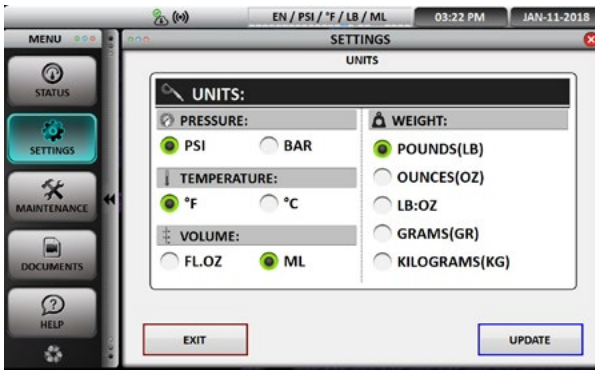 EN / PSI / °F / LB / ML
03:22 PM
JAN-11-2018
MENU
SETTINGS
UNITS
STATUS
SETTINGS
MAINTENANCE
DOCUMENTS
HELP
UNITS:
PRESSURE:
PSI
BAR
TEMPERATURE:
°F
°C
VOLUME:
FL.OZ
ML
WEIGHT:
POUNDS(LB)
OUNCES(OZ)
LB:OZ
GRAMS(GR)
KILOGRAMS(KG)
EXIT
UPDATE